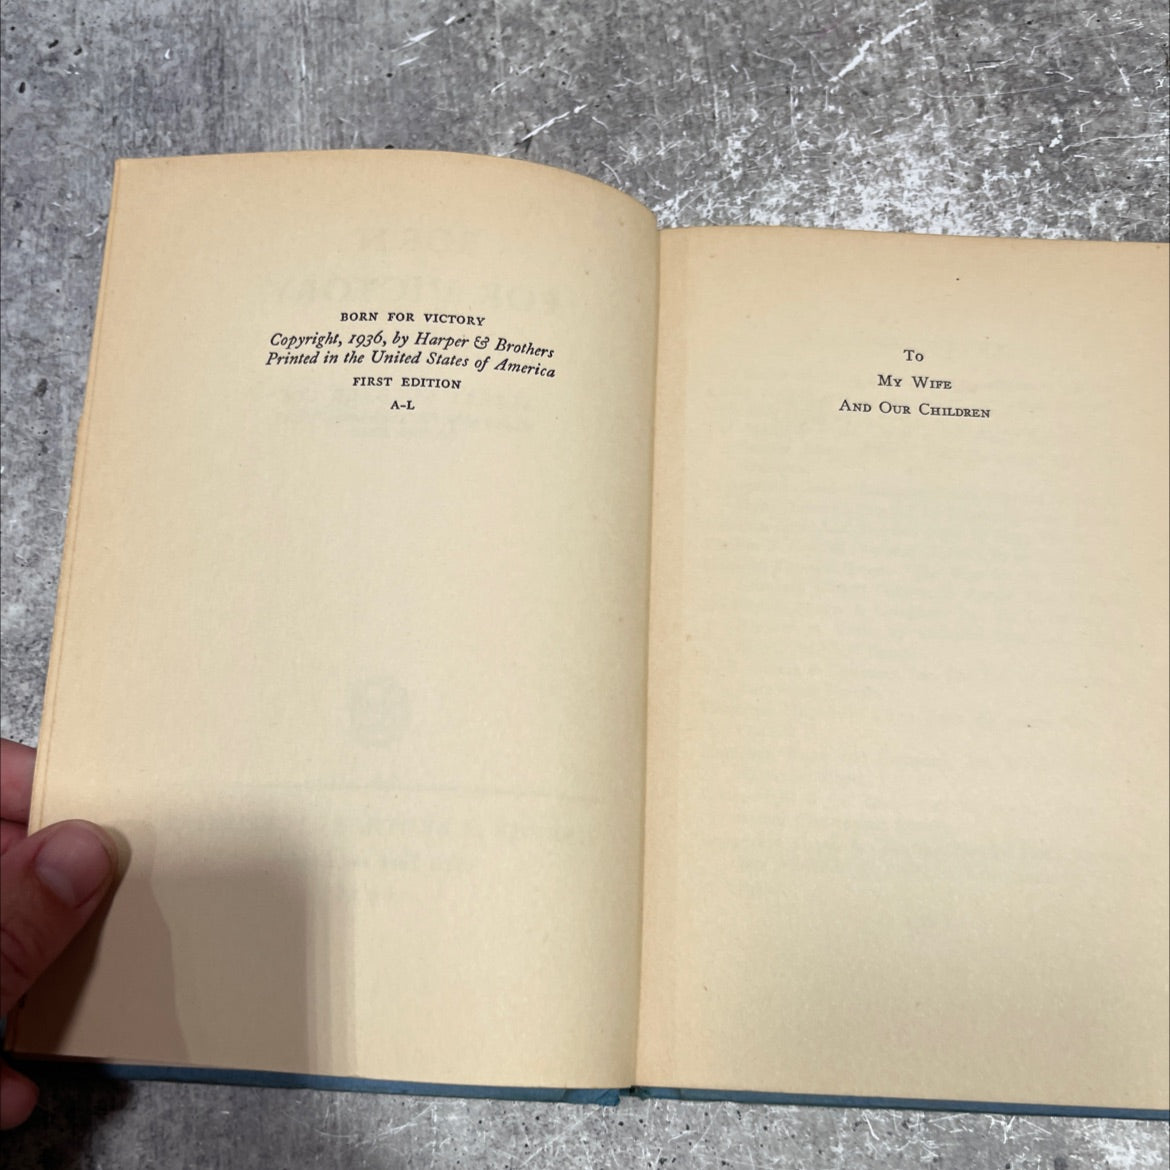 BORN FOR VICTORY
Copyright, 1936, by Harper & Brothers
Printed in the United States of America
FIRST EDITION
A-L
To
My Wife
And Our Children